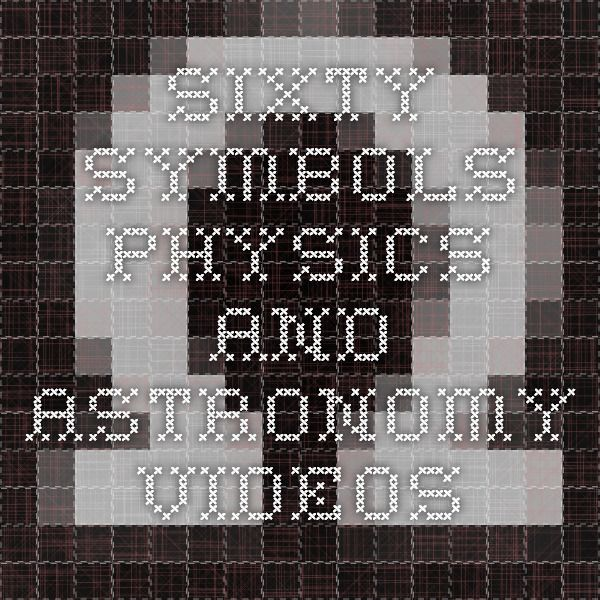 SIXTY
SYMBOLS
PHYSICS
AND
ASTRONOMY
VIDEOS